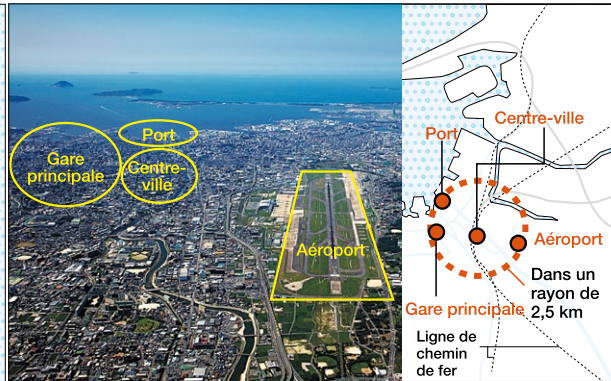 Port
Gare
principale
Centre-
ville
Aéroport
Centre-ville
Port
Aéroport
Dans un
rayon de
2,5 km
Gare principale
Ligne de
chemin
de fer